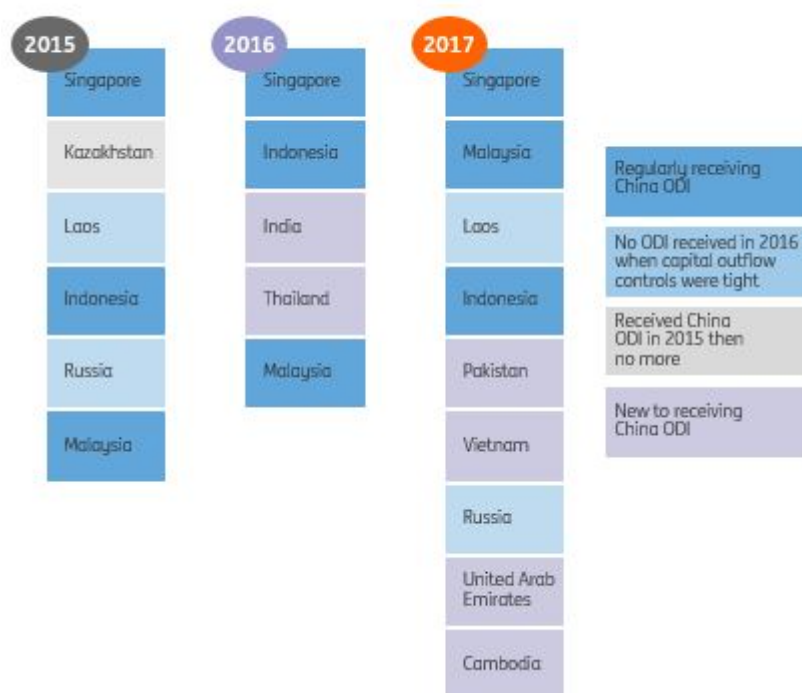 2015
Singapore
Kazakhstan
Laos
Indonesia
Russia
Malaysia
2016
Singapore
Indonesia
India
Thailand
Malaysia
2017
Singapore
Malaysia
Laos
Indonesia
Pakistan
Vietnam
Russia
United Arab
Emirates
Cambodia
Regularly receiving
China ODI
No ODI received in 2016
when capital outflow
controls were tight
Received China
ODI in 2015 then
no more
New to receiving
China ODI